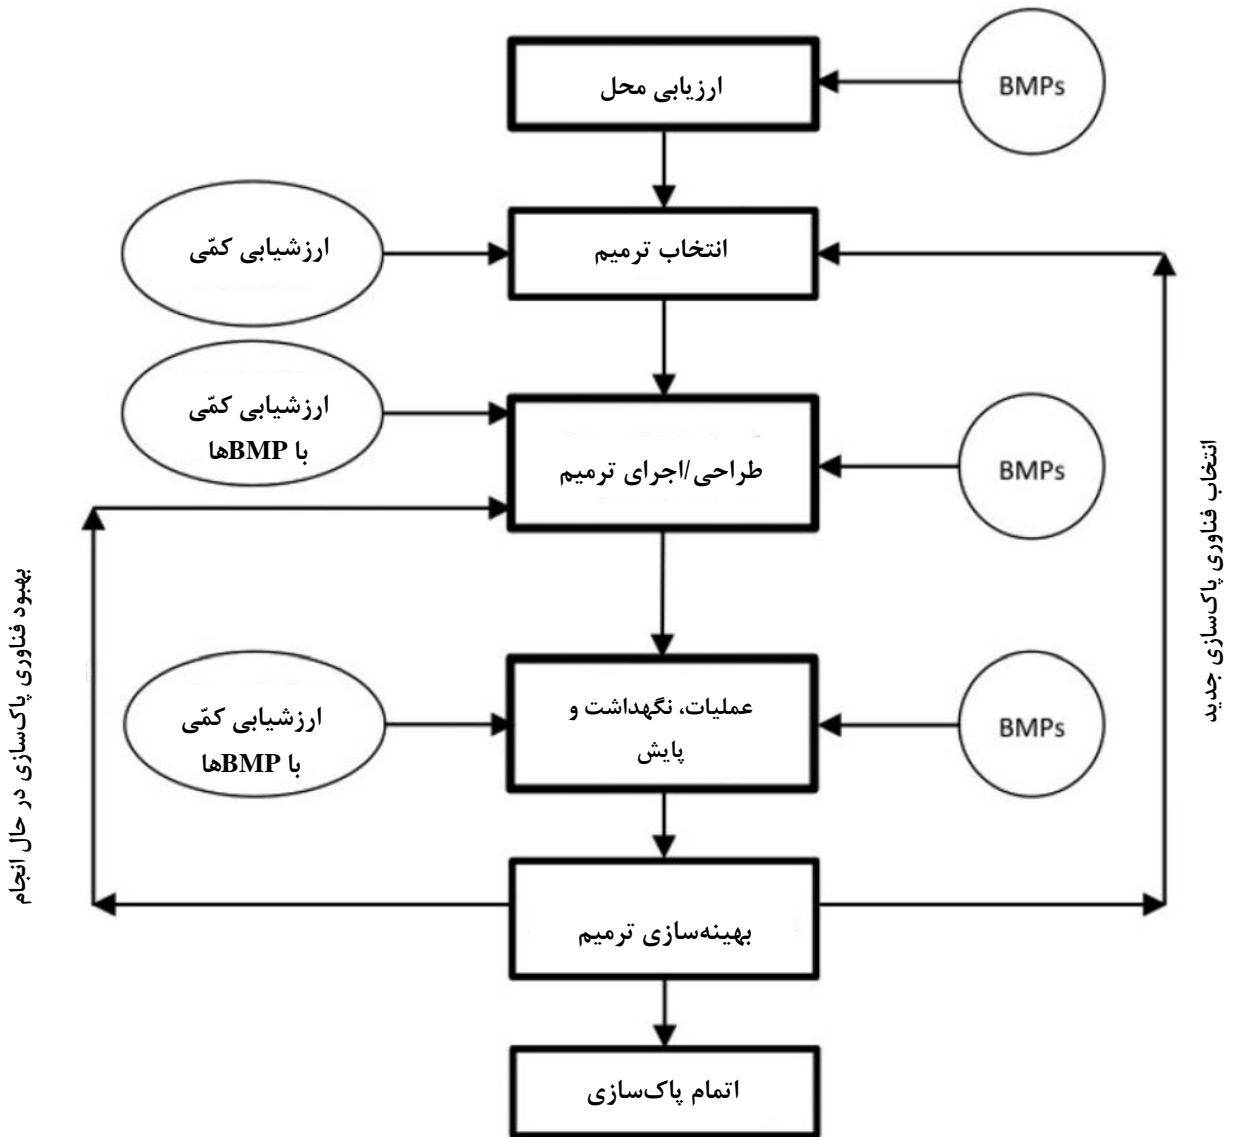 ارزیابی محل
BMPs
انتخاب ترمیم
ارزشیابی کمّی
ارزشیابی کمّی
با BMPها
طراحی/اجرای ترمیم
BMPs
انتخاب فناوری پاک‌سازی جدید
بهبود فناوری پاک‌سازی در حال انجام
عملیات، نگهداشت و
پایش
BMPs
ارزشیابی کمّی
با BMPها
بهینه‌سازی ترمیم
اتمام پاک‌سازی